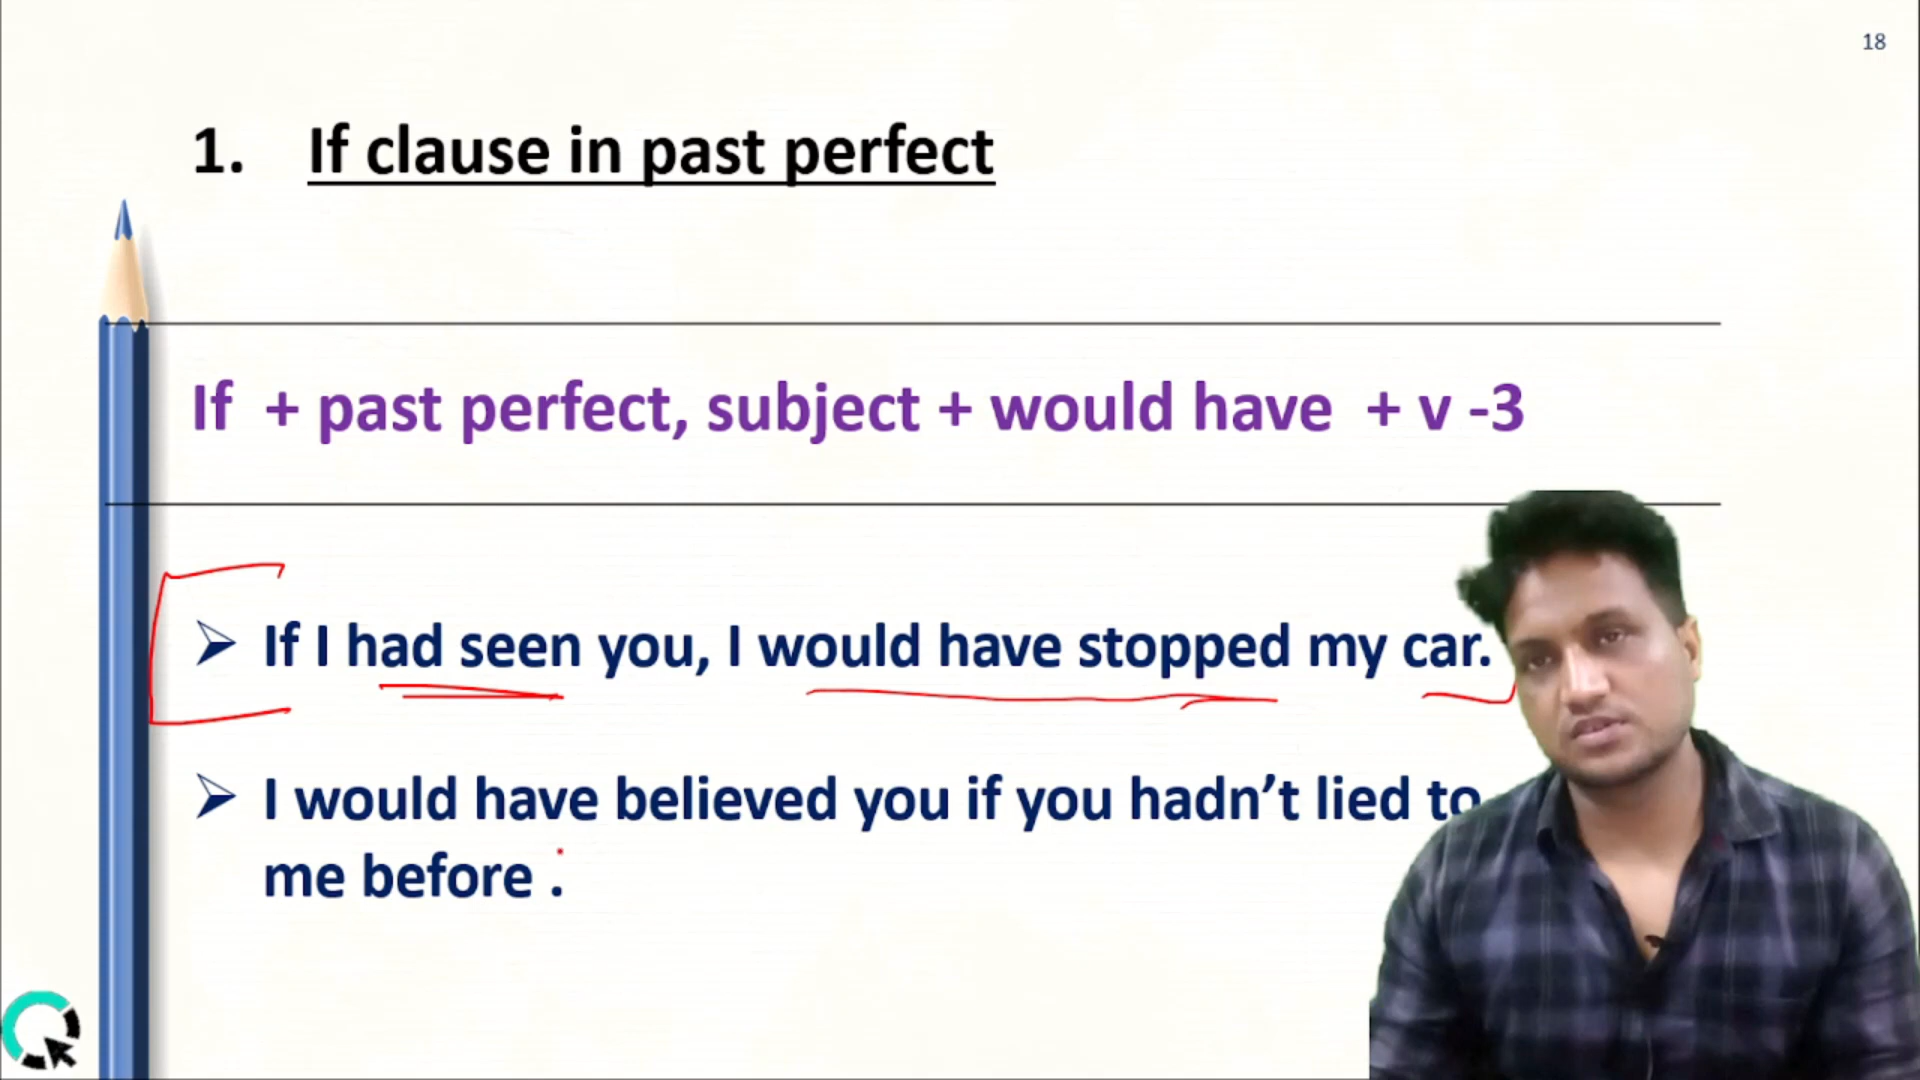 18
1. If clause in past perfect
If + past perfect, subject + would have + v -3
➢ If I had seen you, I would have stopped my car.
➢ I would have believed you if you hadn’t lied to
me before .